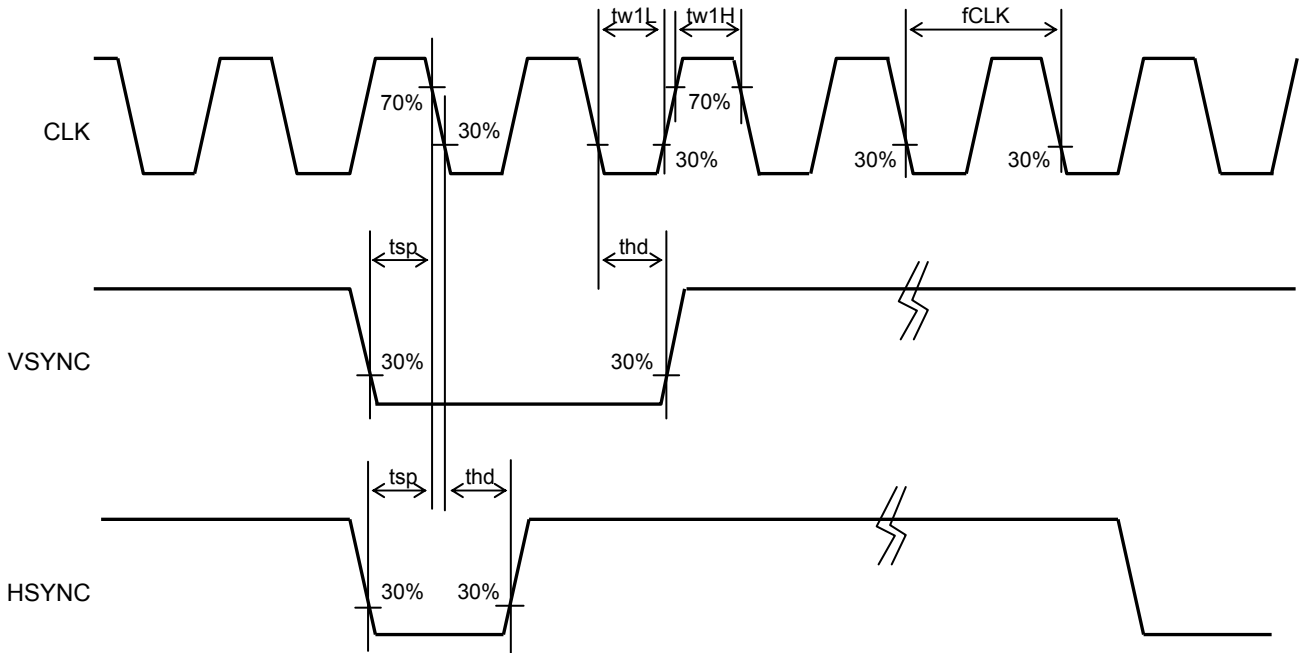 tw1L tw1H fCLK
70% 70%
CLK 30% 30% 30% 30%
tsp thd
VSYNC 30% 30%
tsp thd
HSYNC 30% 30%